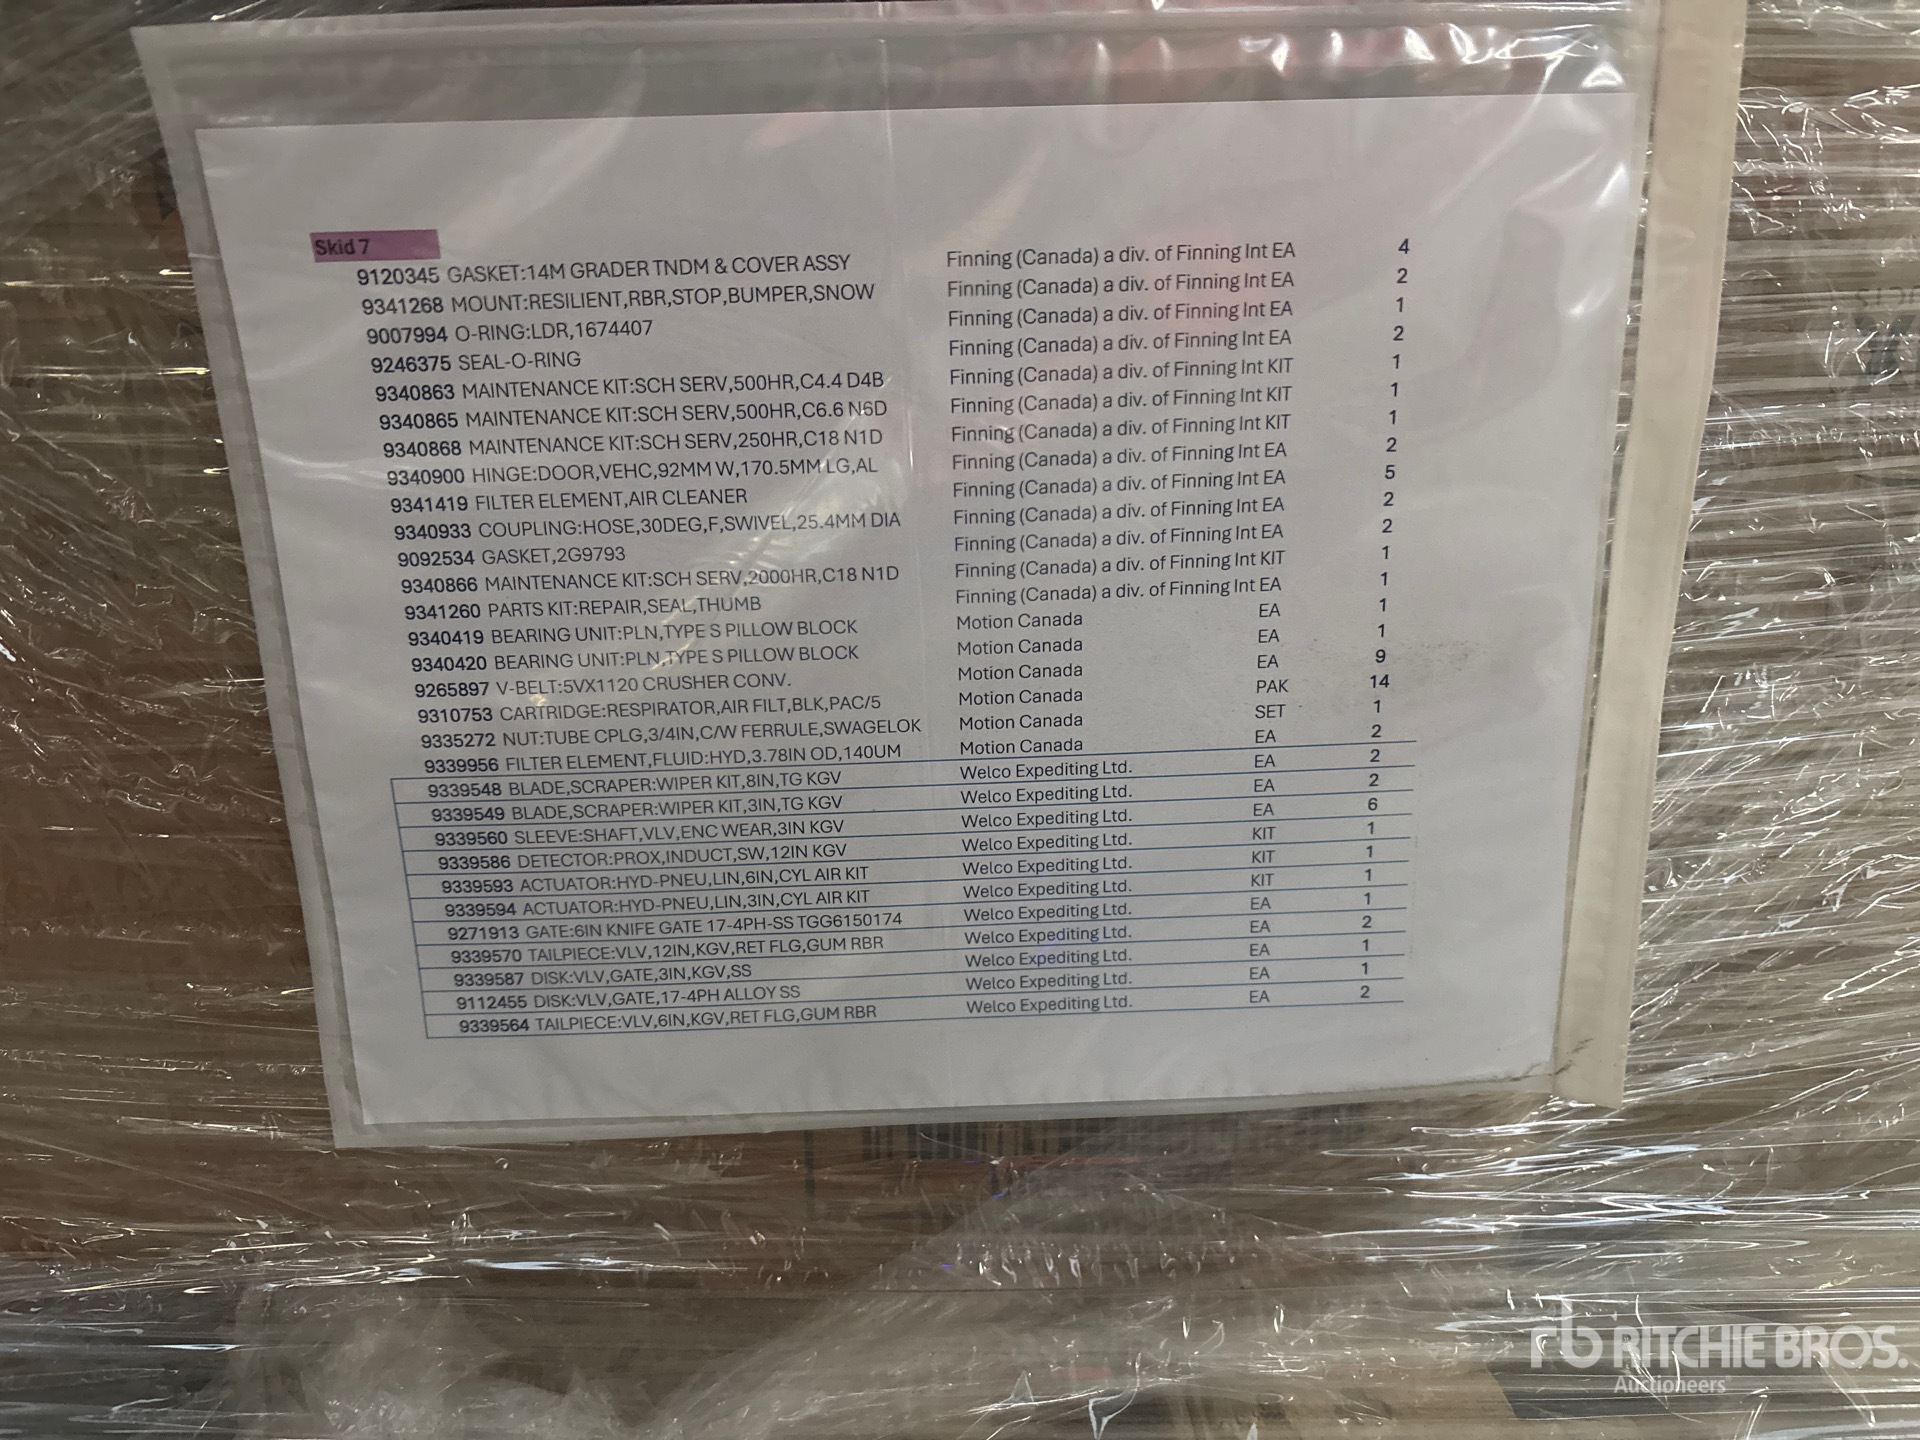 Skid 7
9120345 GASKET:14M GRADER TNDM & COVER ASSY Finning (Canada) a div. of Finning Int EA 4
9341268 MOUNT:RESILIENT,RBR,STOP,BUMPER,SNOW Finning (Canada) a div. of Finning Int EA 2
9007994 O-RING:LDR,1674407 Finning (Canada) a div. of Finning Int EA 1
9246375 SEAL-O-RING Finning (Canada) a div. of Finning Int EA 2
9340863 MAINTENANCE KIT:SCH SERV,500HR,C4.4 D4B Finning (Canada) a div. of Finning Int KIT 1
9340865 MAINTENANCE KIT:SCH SERV,500HR,C6.6 N6D Finning (Canada) a div. of Finning Int KIT 1
9340868 MAINTENANCE KIT:SCH SERV,250HR,C18 N1D Finning (Canada) a div. of Finning Int KIT 1
9340900 HINGE:DOOR,VEHC,92MM W,170.5MM LG,AL Finning (Canada) a div. of Finning Int EA 2
9341419 FILTER ELEMENT,AIR CLEANER Finning (Canada) a div. of Finning Int EA 5
9340933 COUPLING:HOSE,30DEG,F,SWIVEL,25.4MM DIA Finning (Canada) a div. of Finning Int EA 2
9092534 GASKET,2G9793 Finning (Canada) a div. of Finning Int EA 2
9340866 MAINTENANCE KIT:SCH SERV,2000HR,C18 N1D Finning (Canada) a div. of Finning Int KIT 1
9341260 PARTS KIT:REPAIR,SEAL,THUMB Finning (Canada) a div. of Finning Int EA 1
9340419 BEARING UNIT:PLN,TYPE S PILLOW BLOCK Motion Canada EA 1
9340420 BEARING UNIT:PLN,TYPE S PILLOW BLOCK Motion Canada EA 1
9265897 V-BELT:5VX1120 CRUSHER CONV. Motion Canada EA 9
9310753 CARTRIDGE:RESPIRATOR,AIR FILT,BLK,PAC/5 Motion Canada PAK 14
9335272 NUT:TUBE CPLG,3/4IN,C/W FERRULE,SWAGELOK Motion Canada SET 1
9339956 FILTER ELEMENT,FLUID:HYD,3.78IN OD,140UM Motion Canada EA 2
9339548 BLADE,SCRAPER:WIPER KIT,8IN,TG KGV Welco Expediting Ltd. EA 2
9339549 BLADE,SCRAPER:WIPER KIT,3IN,TG KGV Welco Expediting Ltd. EA 2
9339560 SLEEVE:SHAFT,VLV,ENC WEAR,3IN KGV Welco Expediting Ltd. EA 6
9339586 DETECTOR:PROX,INDUCT,SW,12IN KGV Welco Expediting Ltd. KIT 1
9339593 ACTUATOR:HYD-PNEU,LIN,6IN,CYL AIR KIT Welco Expediting Ltd. KIT 1
9339594 ACTUATOR:HYD-PNEU,LIN,3IN,CYL AIR KIT Welco Expediting Ltd. KIT 1
9271913 GATE:6IN KNIFE GATE 17-4PH-SS TGG6150174 Welco Expediting Ltd. EA 1
9339570 TAILPIECE:VLV,12IN,KGV,RET FLG,GUM RBR Welco Expediting Ltd. EA 2
9339587 DISK:VLV,GATE,3IN,KGV,SS Welco Expediting Ltd. EA 1
9112455 DISK:VLV,GATE,17-4PH ALLOY SS Welco Expediting Ltd. EA 1
9339564 TAILPIECE:VLV,6IN,KGV,RET FLG,GUM RBR Welco Expediting Ltd. EA 2
rb RITCHIE BROS.
Auctioneers